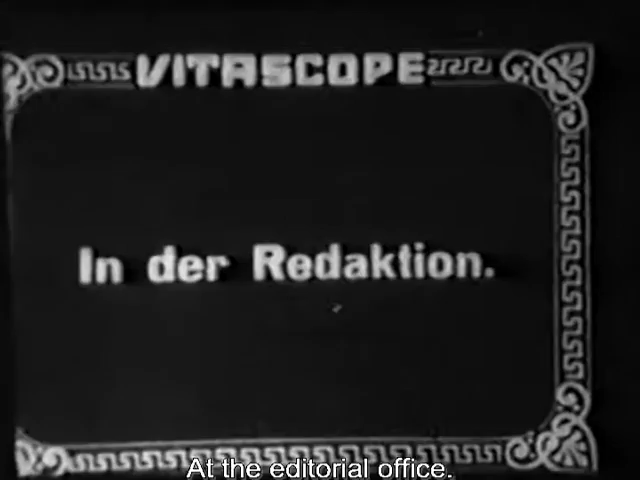 VITASCOPE
In der Redaktion.
At the editorial office.